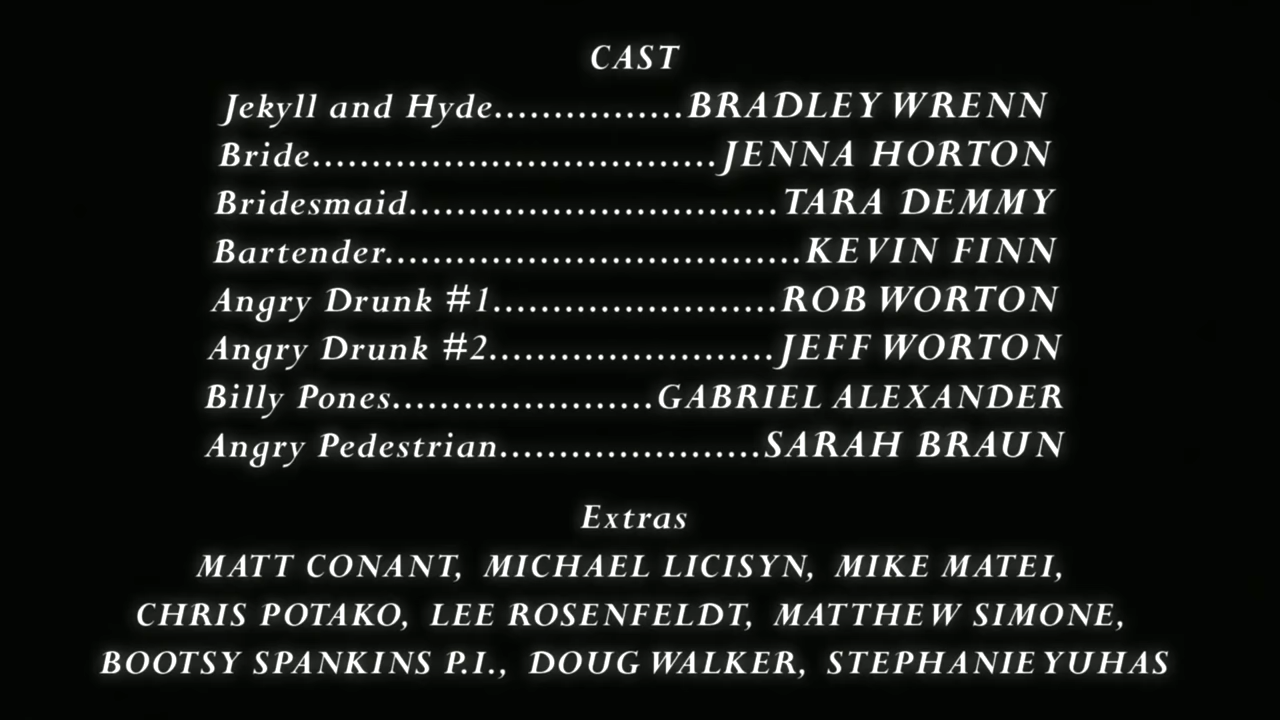 CAST
Jekyll and Hyde................BRADLEY WRENN
Bride..................................JENNA HORTON
Bridesmaid...............................TARA DEMMY
Bartender...................................KEVIN FINN
Angry Drunk #1........................ROB WORTON
Angry Drunk #2........................JEFF WORTON
Billy Pones......................GABRIEL ALEXANDER
Angry Pedestrian......................SARAH BRAUN
Extras
MATT CONANT, MICHAEL LICISYN, MIKE MATEI,
CHRIS POTAKO, LEE ROSENFELDT, MATTHEW SIMONE,
BOOTSY SPANKINS P.I., DOUG WALKER, STEPHANIE YUHAS